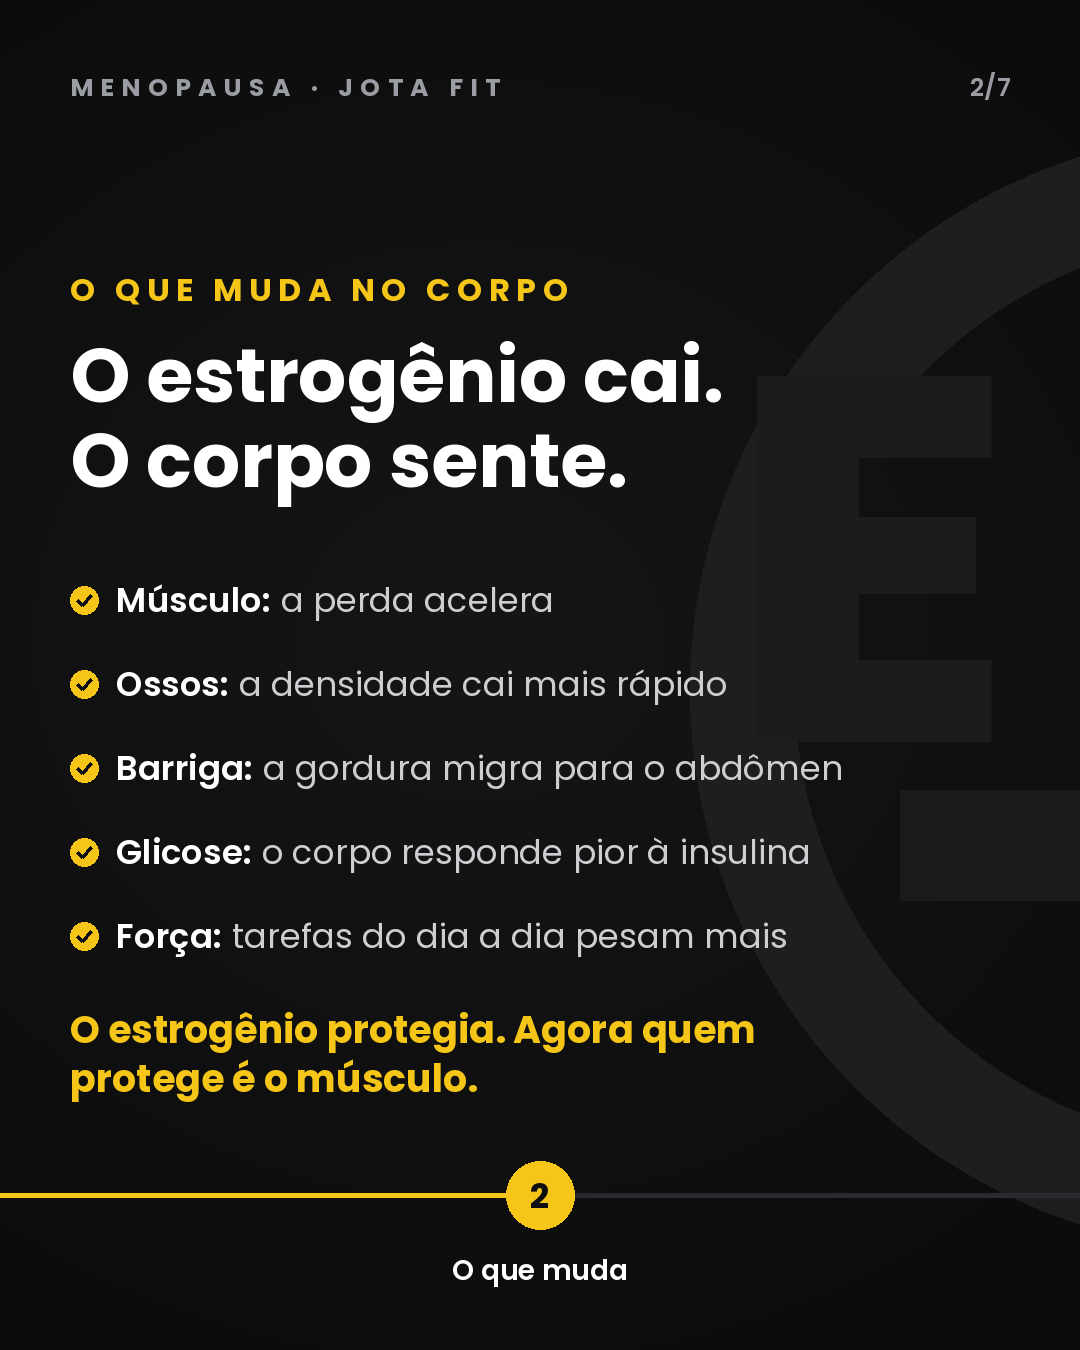 MENOPAUSA · JOTA FIT
2/7
O QUE MUDA NO CORPO
O estrogênio cai.
O corpo sente.
Músculo: a perda acelera
Ossos: a densidade cai mais rápido
Barriga: a gordura migra para o abdômen
Glicose: o corpo responde pior à insulina
Força: tarefas do dia a dia pesam mais
O estrogênio protegia. Agora quem
protege é o músculo.
2
O que muda